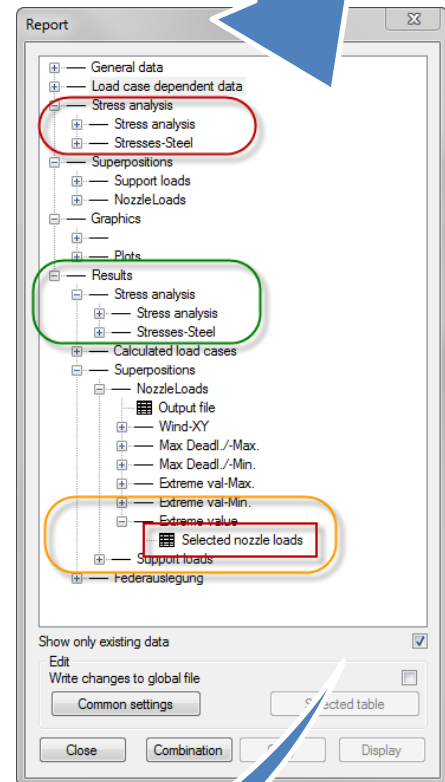 Report
General data
Load case dependent data
Stress analysis
Stress analysis
Stresses-Steel
Superpositions
Support loads
NozzleLoads
Graphics
Plots
Results
Stress analysis
Stress analysis
Stresses-Steel
Calculated load cases
Superpositions
NozzleLoads
Output file
Wind-XY
Max Deadl./-Max.
Max Deadl./-Min.
Extreme val-Max.
Extreme val-Min.
Extreme value
Selected nozzle loads
Support loads
Federauslegung
Show only existing data
Edit
Write changes to global file
Common settings
table
Close
Combination
Display